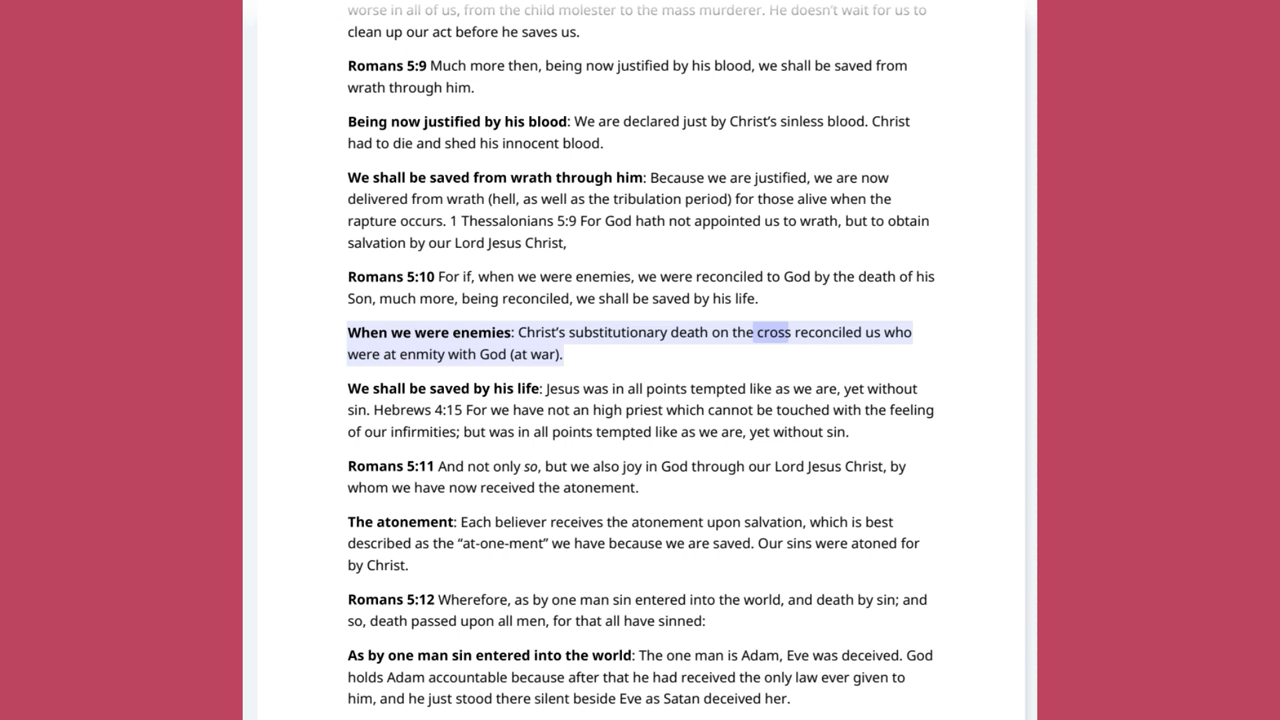 worse in all of us, from the child molester to the mass murderer. He doesn’t wait for us to
clean up our act before he saves us.
Romans 5:9 Much more then, being now justified by his blood, we shall be saved from
wrath through him.
Being now justified by his blood: We are declared just by Christ’s sinless blood. Christ
had to die and shed his innocent blood.
We shall be saved from wrath through him: Because we are justified, we are now
delivered from wrath (hell, as well as the tribulation period) for those alive when the
rapture occurs. 1 Thessalonians 5:9 For God hath not appointed us to wrath, but to obtain
salvation by our Lord Jesus Christ,
Romans 5:10 For if, when we were enemies, we were reconciled to God by the death of his
Son, much more, being reconciled, we shall be saved by his life.
When we were enemies: Christ’s substitutionary death on the cross reconciled us who
were at enmity with God (at war).
We shall be saved by his life: Jesus was in all points tempted like as we are, yet without
sin. Hebrews 4:15 For we have not an high priest which cannot be touched with the feeling
of our infirmities; but was in all points tempted like as we are, yet without sin.
Romans 5:11 And not only so, but we also joy in God through our Lord Jesus Christ, by
whom we have now received the atonement.
The atonement: Each believer receives the atonement upon salvation, which is best
described as the “at-one-ment” we have because we are saved. Our sins were atoned for
by Christ.
Romans 5:12 Wherefore, as by one man sin entered into the world, and death by sin; and
so, death passed upon all men, for that all have sinned:
As by one man sin entered into the world: The one man is Adam, Eve was deceived. God
holds Adam accountable because after that he had received the only law ever given to
him, and he just stood there silent beside Eve as Satan deceived her.